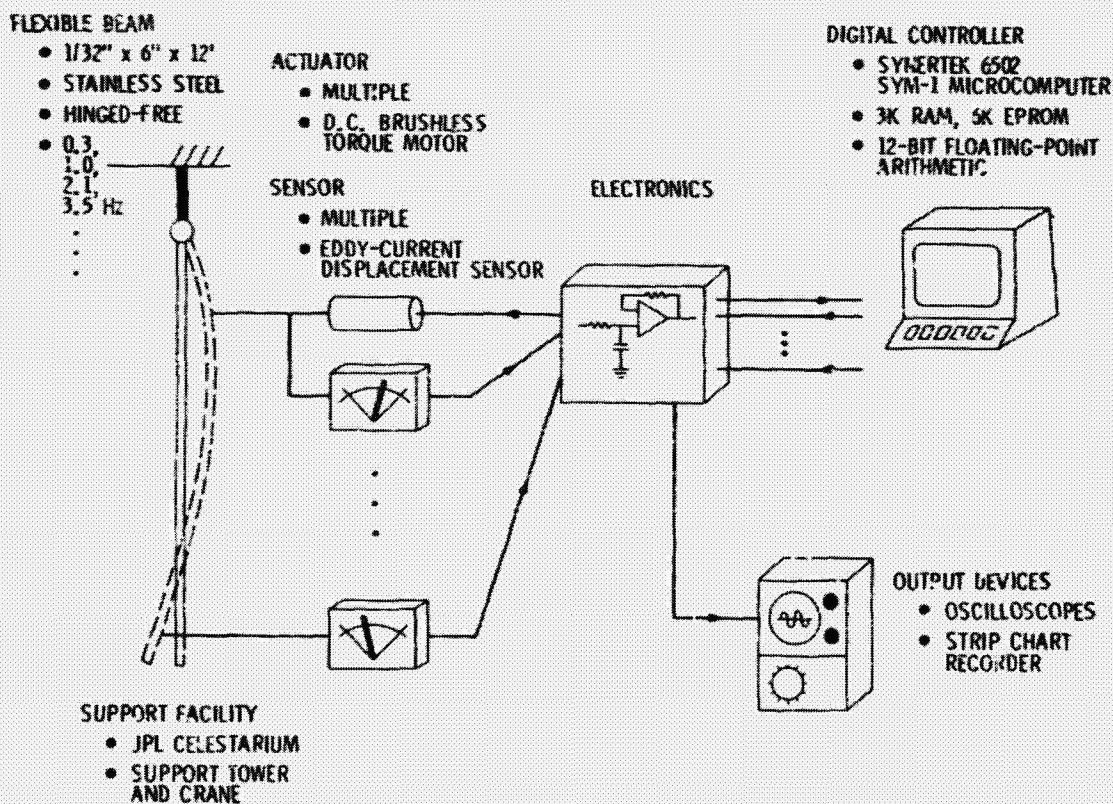 FLEXIBLE BEAM
• 1/32" x 6" x 12'
• STAINLESS STEEL
• HINGED-FREE
• 0.3,
1.0,
2.1,
3.5 Hz
.
.
.
ACTUATOR
• MULTIPLE
• D.C. BRUSHLESS
TORQUE MOTOR
SENSOR
• MULTIPLE
• EDDY-CURRENT
DISPLACEMENT SENSOR
ELECTRONICS
DIGITAL CONTROLLER
• SYNERTEK 6502
SYM-1 MICROCOMPUTER
• 3K RAM, 6K EPROM
• 12-BIT FLOATING-POINT
ARITHMETIC
OUTPUT DEVICES
• OSCILLOSCOPES
• STRIP CHART
RECORDER
SUPPORT FACILITY
• JPL CELESTARIUM
• SUPPORT TOWER
AND CRANE